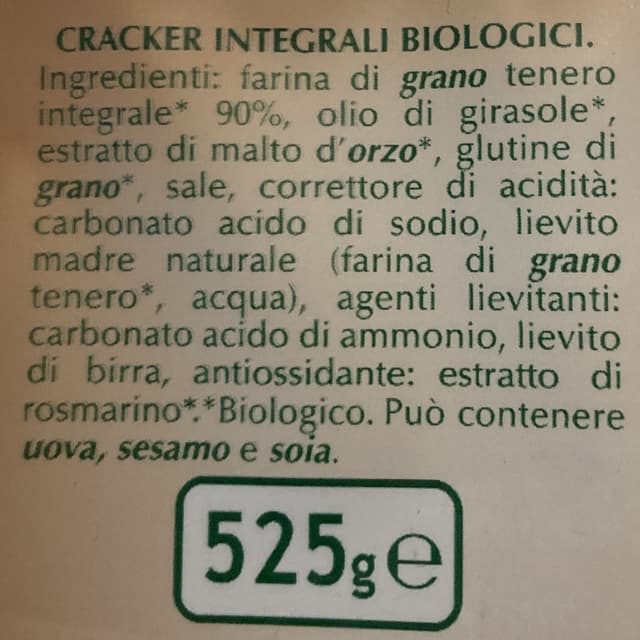 CRACKER INTEGRALI BIOLOGICI.
Ingredienti: farina di grano tenero
integrale* 90%, olio di girasole*,
estratto di malto d'orzo*, glutine di
grano*, sale, correttore di acidità:
carbonato acido di sodio, lievito
madre naturale (farina di grano
tenero*, acqua), agenti lievitanti:
carbonato acido di ammonio, lievito
di birra, antiossidante: estratto di
rosmarino*.*Biologico. Può contenere
uova, sesamo e soia.
525g e